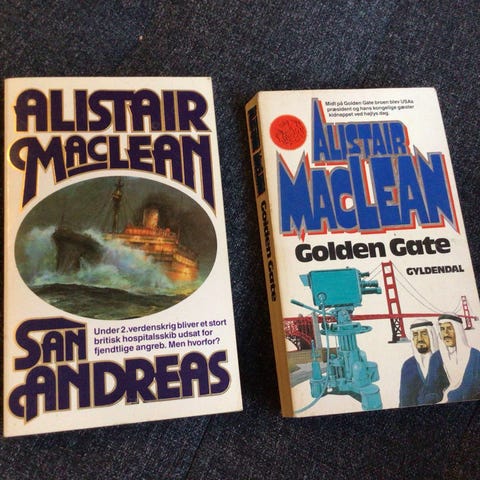 ALISTAIR
MACLEAN
Under 2.verdenskrig bliver et stort
britisk hospitalsskib udsat for
fjendtlige angreb. Men hvorfor?
SAN
ANDREAS
Midt på Golden Gate broen blev USAs
præsident og hans kongelige gæster
kidnappet ved højlys dag.
ALISTAIR
MACLEAN
Golden Gate
GYLDENDAL
Golden Gate